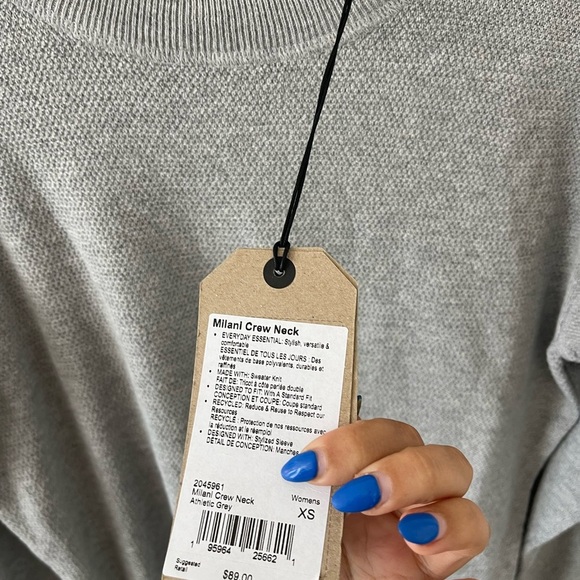 Milani Crew Neck
• EVERYDAY ESSENTIAL: Stylish, versatile &
comfortable
ESSENTIEL DE TOUS LES JOURS : Des
vêtements de base polyvalents, durables et
raffinés
• MADE WITH: Sweater Knit
FAIT DE: Tricot à côte perlée double
• DESIGNED TO FIT: With A Standard Fit
CONCEPTION ET COUPE: Coupe standard
• RECYCLED: Reduce & Reuse to Respect our
Resources
RECYCLÉ : Protection de nos ressources avec
la réduction et le réemploi
• DESIGNED WITH: Stylized Sleeve
DÉTAIL DE CONCEPTION: Manches
2045961
Milani Crew Neck
Athletic Grey
Womens
XS
1 95964 25662 1
Suggested
Retail
$69.00